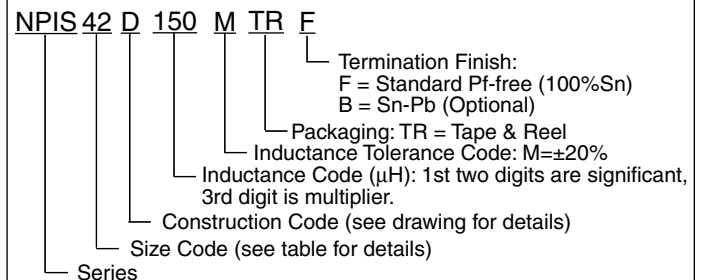 NPIS 42 D 150 M TR F
Termination Finish:
F = Standard Pf-free (100%Sn)
B = Sn-Pb (Optional)
Packaging: TR = Tape & Reel
Inductance Tolerance Code: M=±20%
Inductance Code (μH): 1st two digits are significant,
3rd digit is multiplier.
Construction Code (see drawing for details)
Size Code (see table for details)
Series